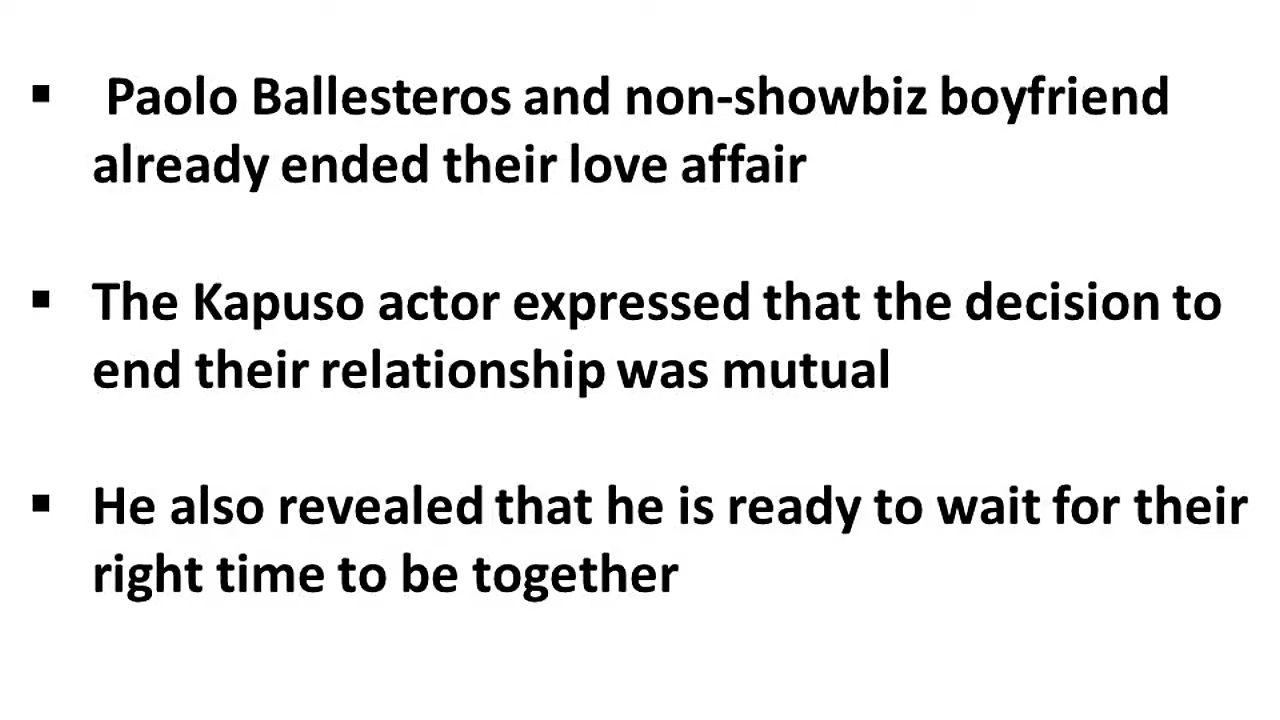 ▪ Paolo Ballesteros and non-showbiz boyfriend
already ended their love affair
▪ The Kapuso actor expressed that the decision to
end their relationship was mutual
▪ He also revealed that he is ready to wait for their
right time to be together